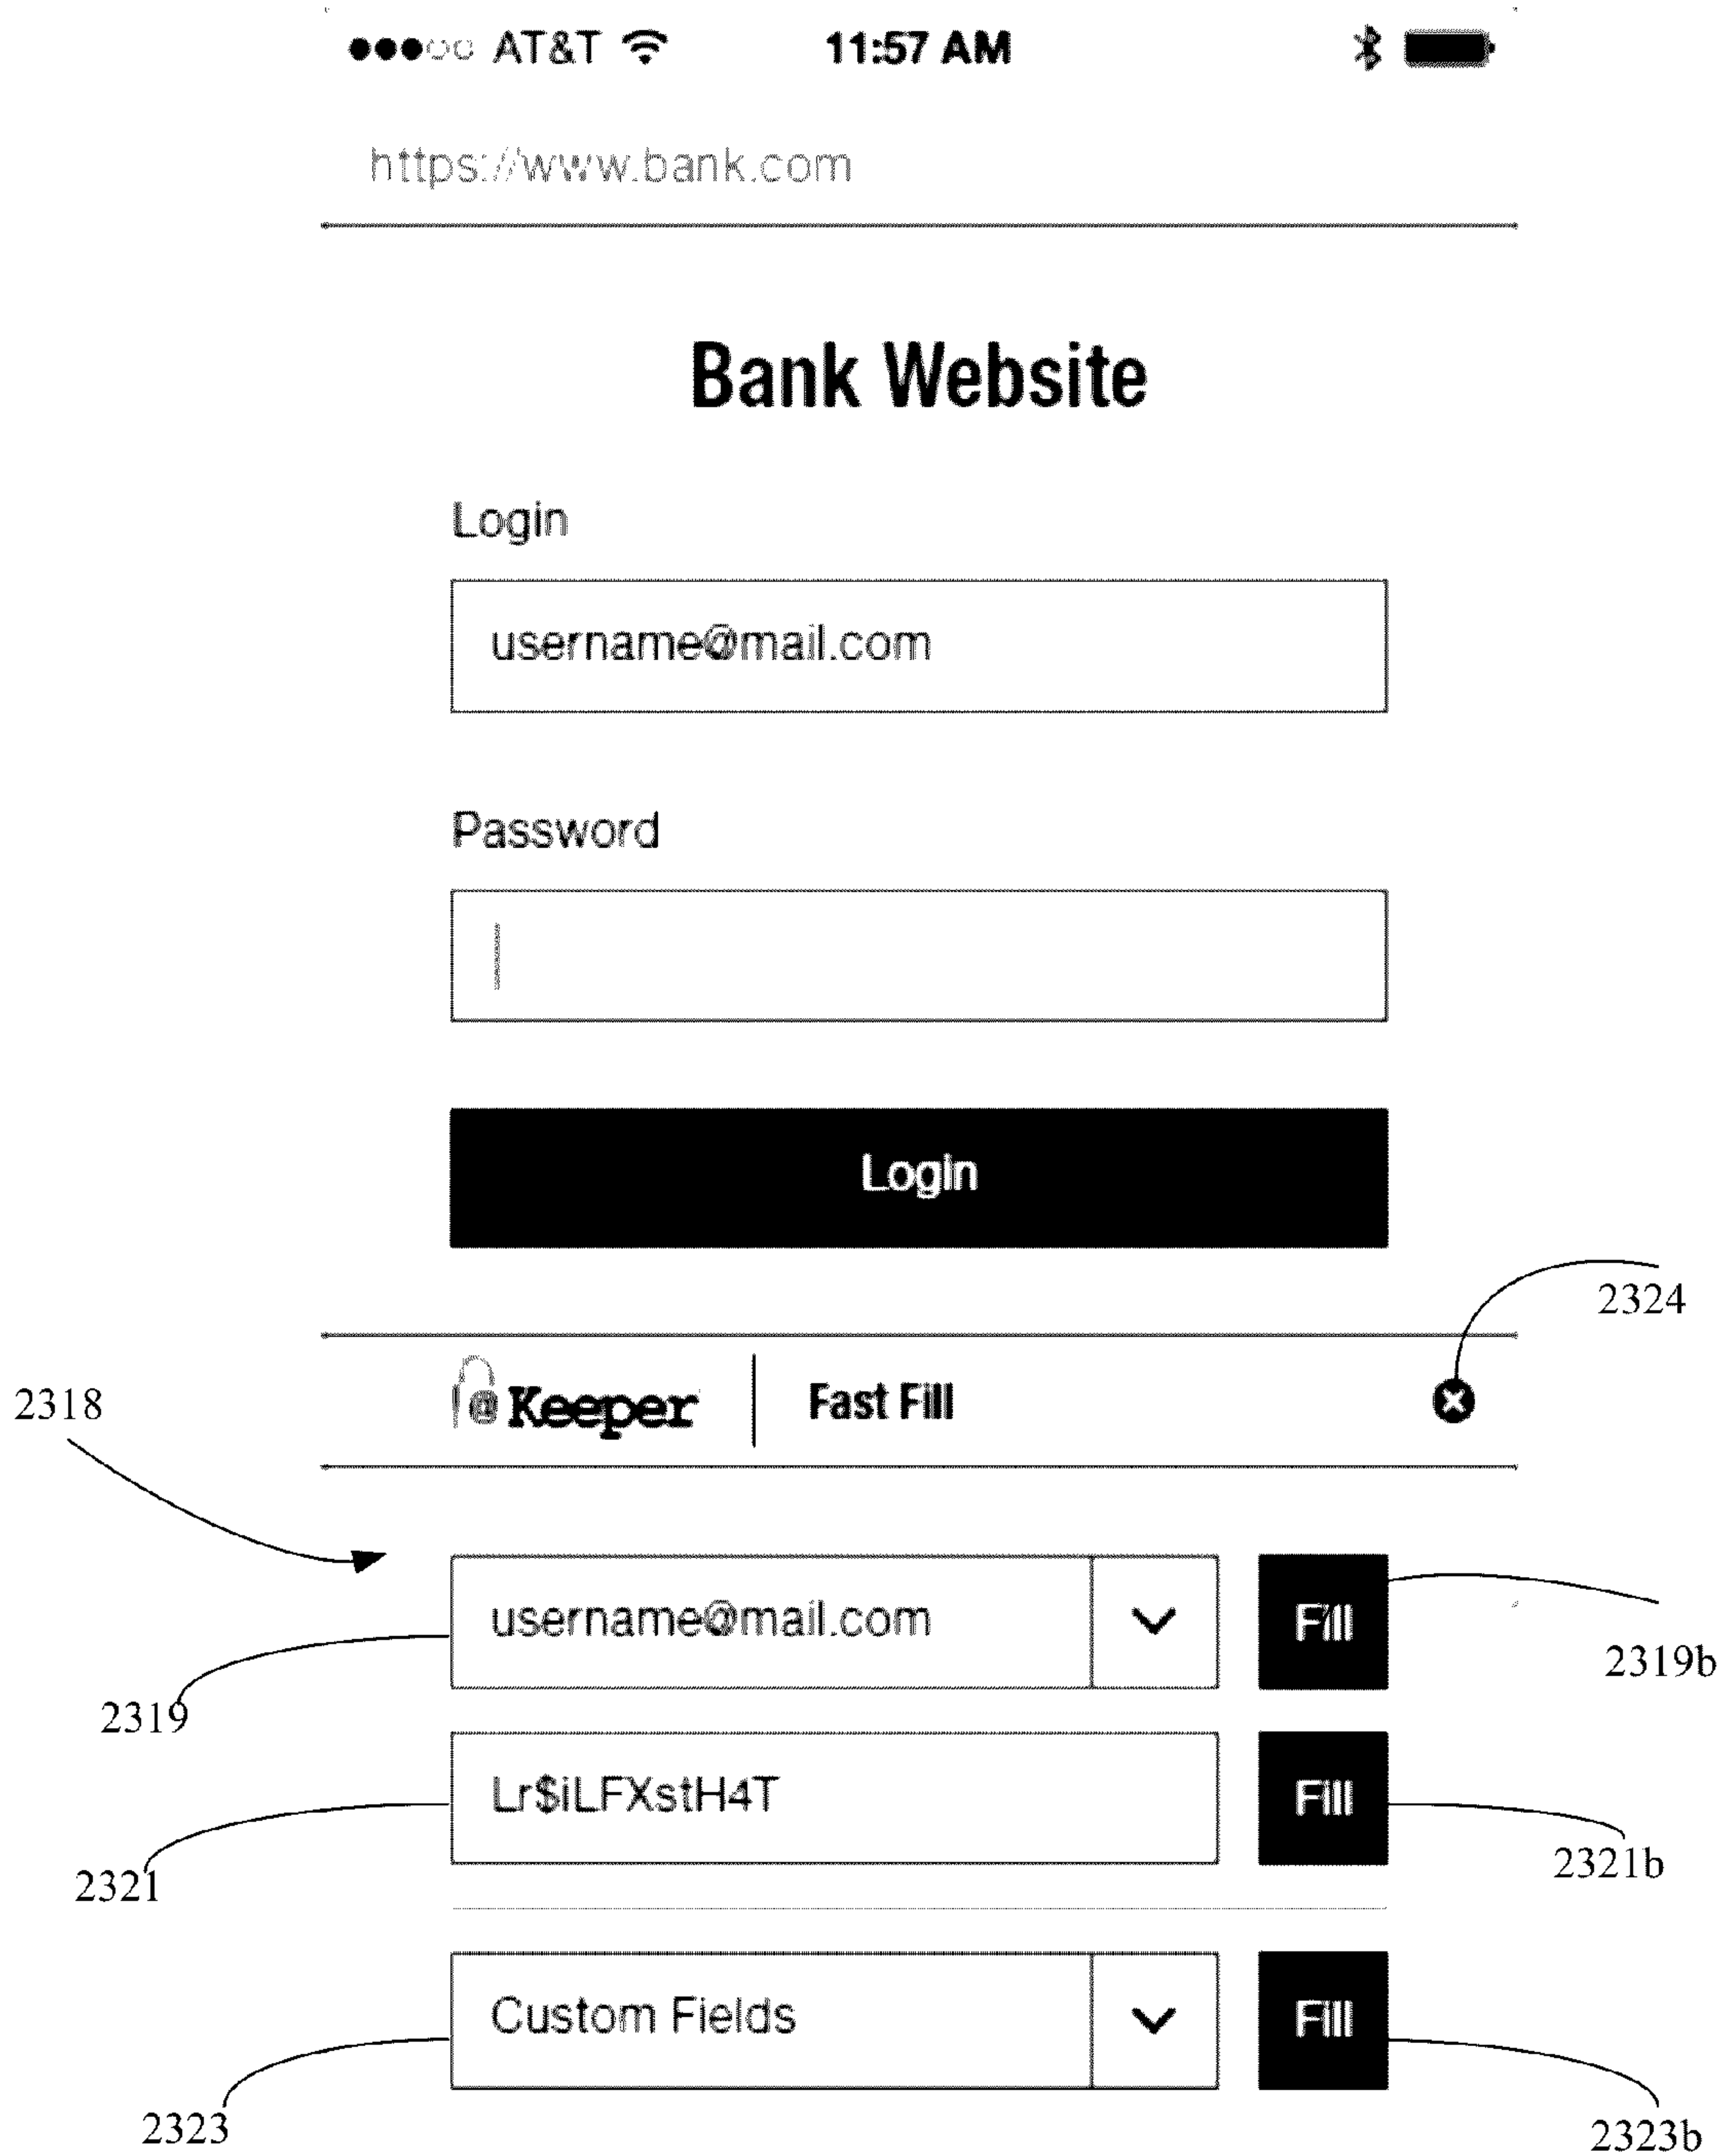 AT&T 11:57 AM
https://www.bank.com
Bank Website
Login
username@mail.com
Password
Login
2324
2318
@ Keeper Fast Fill
username@mail.com Fill
2319b
2319
Lr$iLFXstH4T Fill
2321b
2321
Custom Fields Fill
2323
2323b